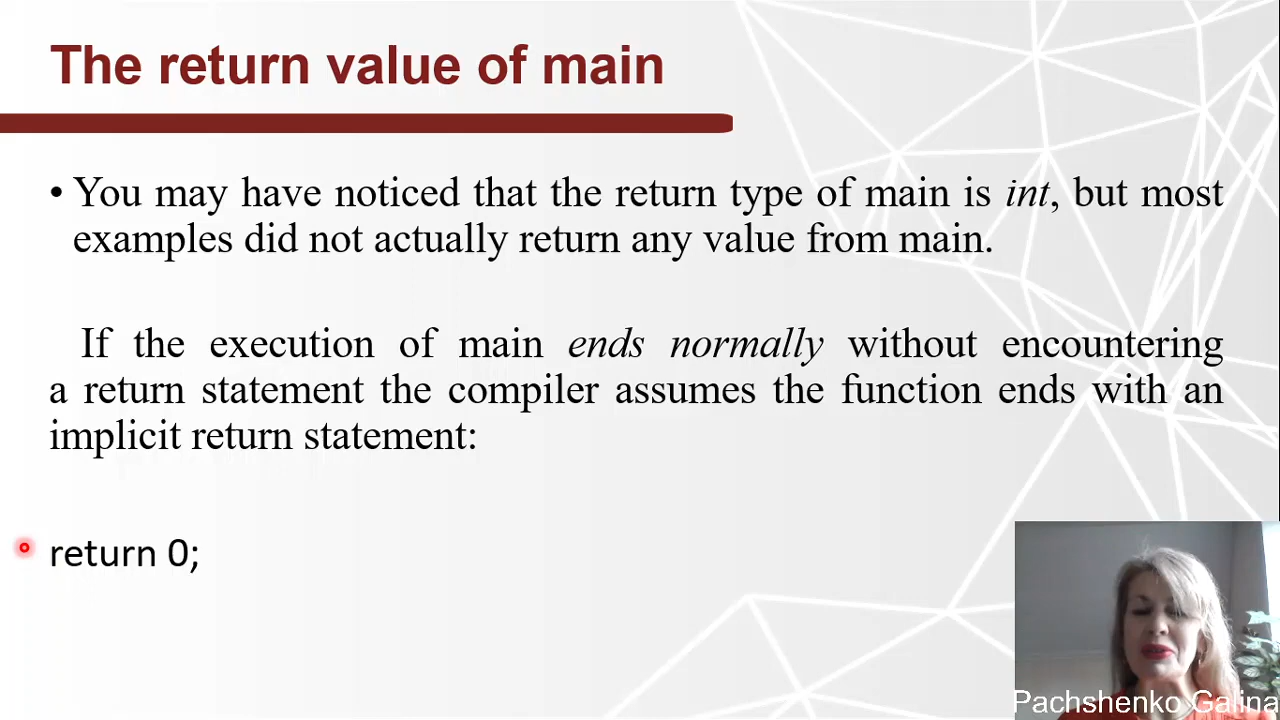 The return value of main
• You may have noticed that the return type of main is int, but most
examples did not actually return any value from main.
If the execution of main ends normally without encountering
a return statement the compiler assumes the function ends with an
implicit return statement:
return 0;
Pachshenko Galina